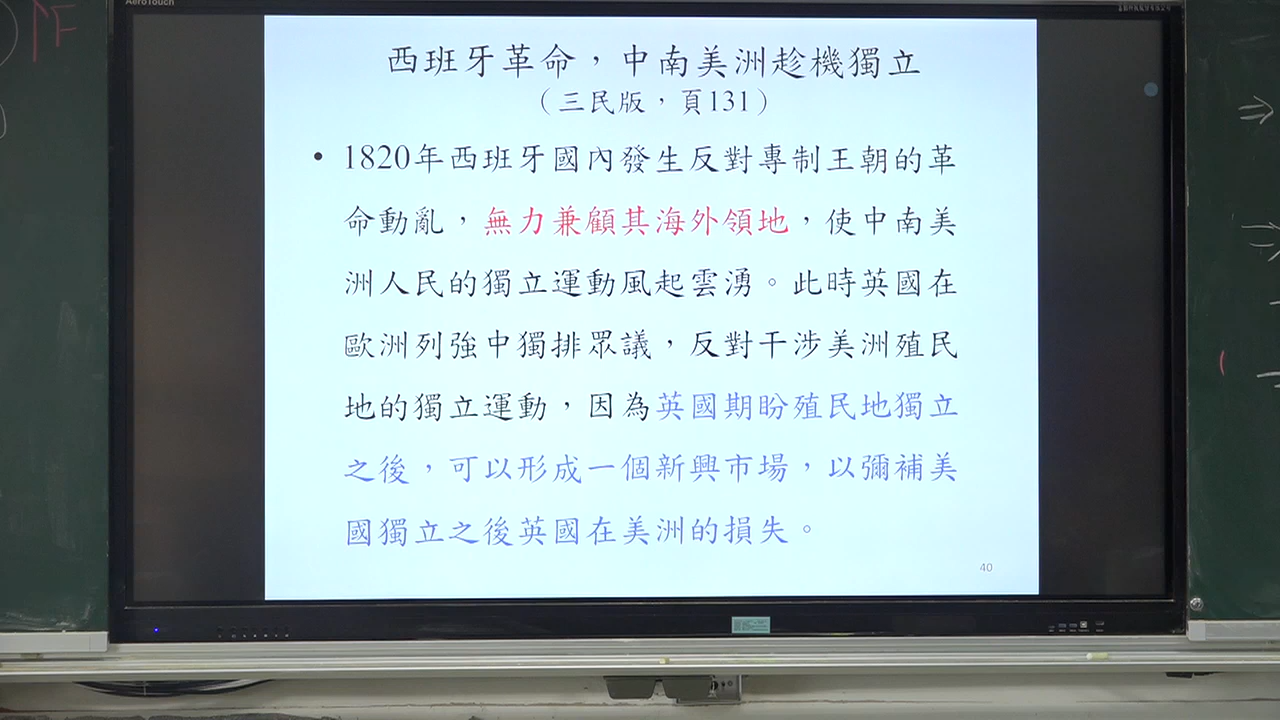 AeroTouch
西班牙革命，中南美洲趁機獨立
（三民版，頁131）
• 1820年西班牙國內發生反對專制王朝的革
命動亂，無力兼顧其海外領地，使中南美
洲人民的獨立運動風起雲湧。此時英國在
歐洲列強中獨排眾議，反對干涉美洲殖民
地的獨立運動，因為英國期盼殖民地獨立
之後，可以形成一個新興市場，以彌補美
國獨立之後英國在美洲的損失。
40